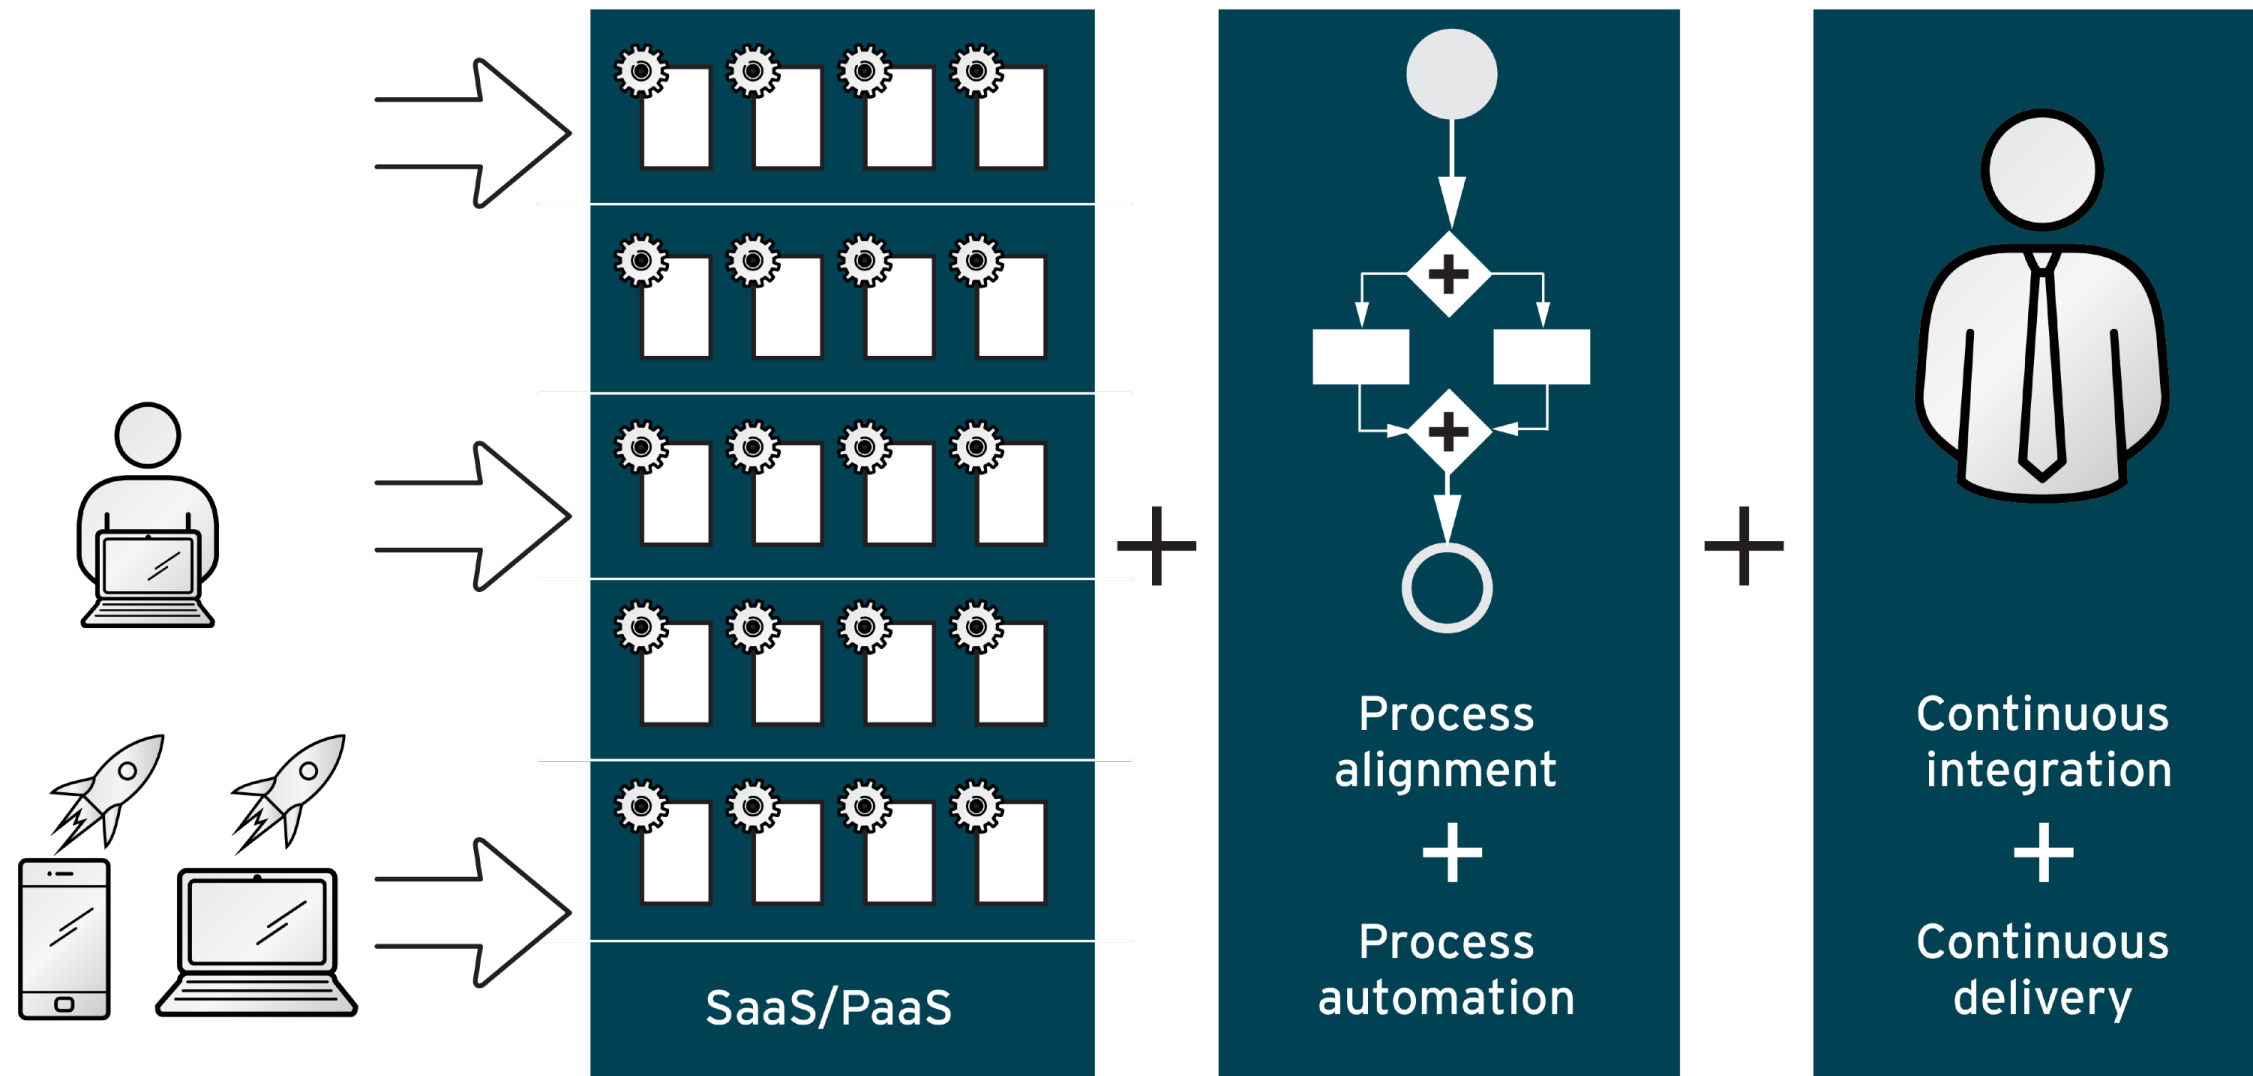 SaaS/PaaS
+
Process
alignment
+
Process
automation
+
Continuous
integration
+
Continuous
delivery